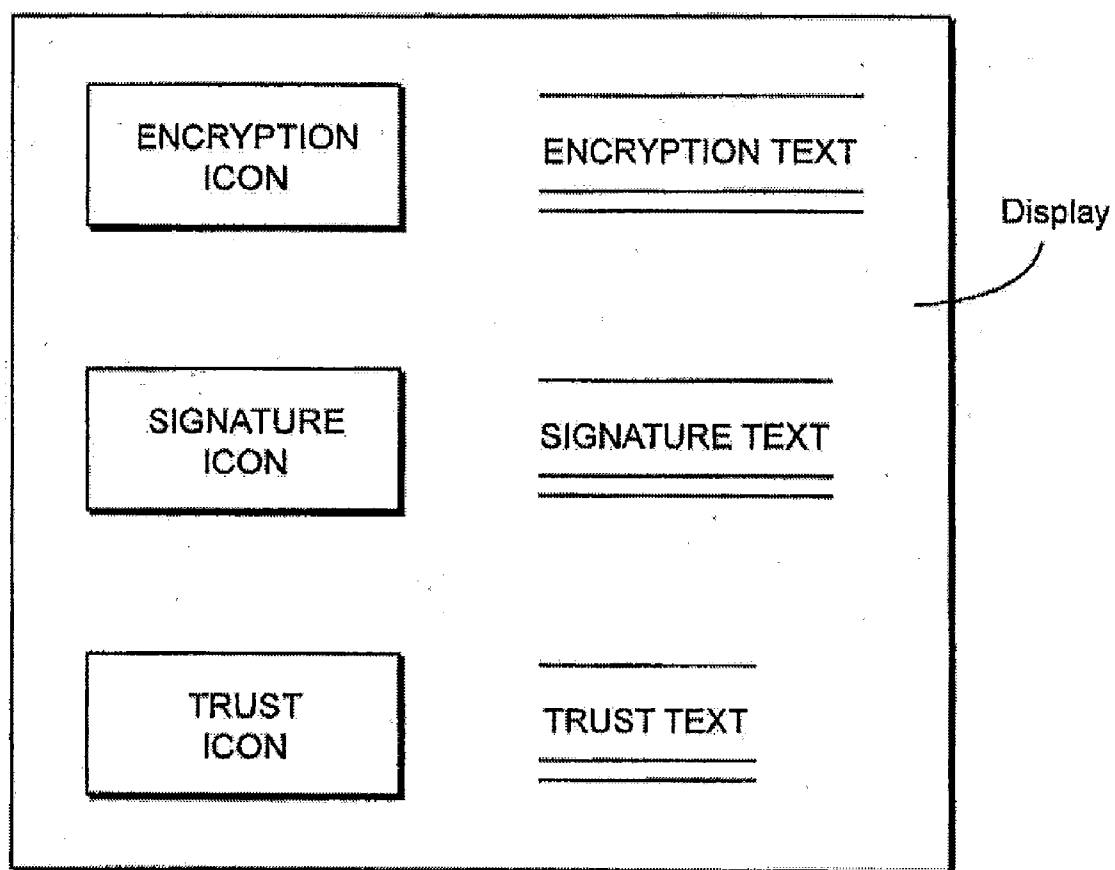 ENCRYPTION
ICON
ENCRYPTION TEXT
Display
SIGNATURE
ICON
SIGNATURE TEXT
TRUST
ICON
TRUST TEXT